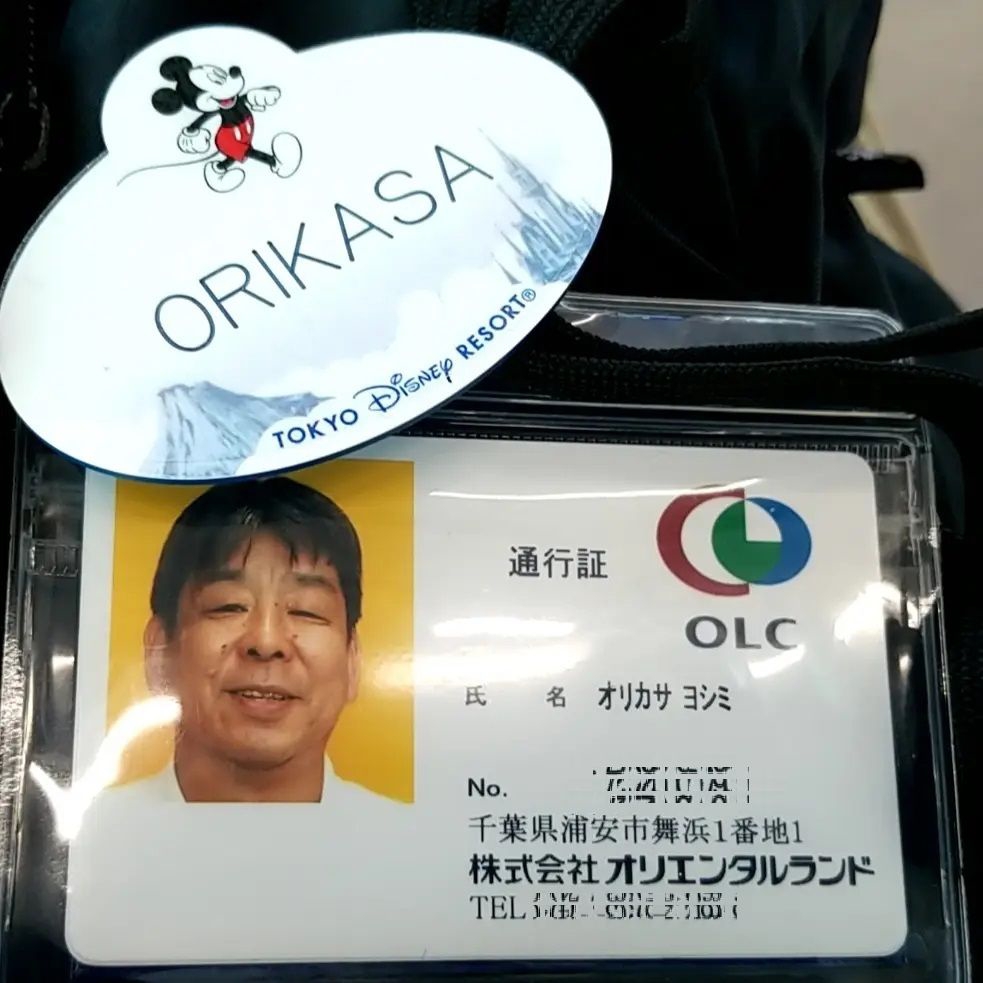 ORIKASA
TOKYO Disney RESORT®
通行証
OLC
氏 名 オリカサ ヨシミ
No.
千葉県浦安市舞浜1番地1
株式会社オリエンタルランド
TEL